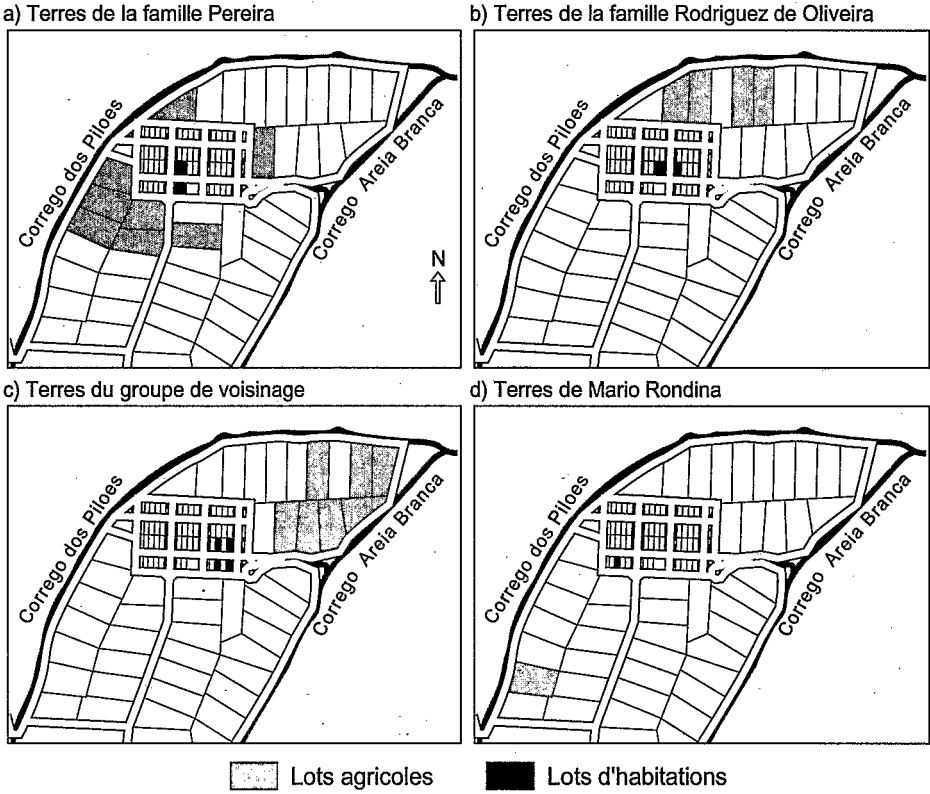 a) Terres de la famille Pereira
b) Terres de la famille Rodriguez de Oliveira
Corrego dos Piloes
Corrego Areia Branca
N
Corrego dos Piloes
Corrego Areia Branca
c) Terres du groupe de voisinage
d) Terres de Mario Rondina
Corrego dos Piloes
Corrego Areia Branca
Corrego dos Piloes
Corrego Areia Branca
Lots agricoles
Lots d'habitations